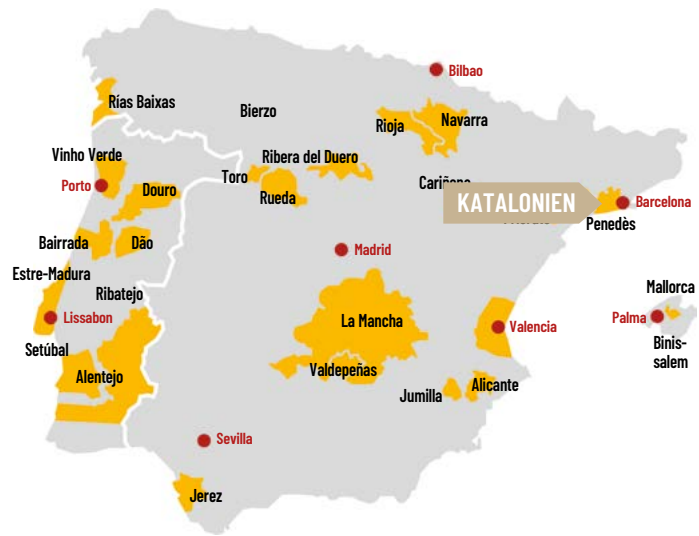 Bilbao
Rías Baixas
Bierzo
Rioja
Navarra
Vinho Verde
Ribera del Duero
Toro
Porto
Douro
Rueda
KATALONIEN
Barcelona
Penedès
Bairrada
Dão
Madrid
Estre-Madura
Ribatejo
Mallorca
Lissabon
La Mancha
Valencia
Palma
Setúbal
Binis-
salem
Alentejo
Valdepeñas
Jumilla
Alicante
Sevilla
Jerez